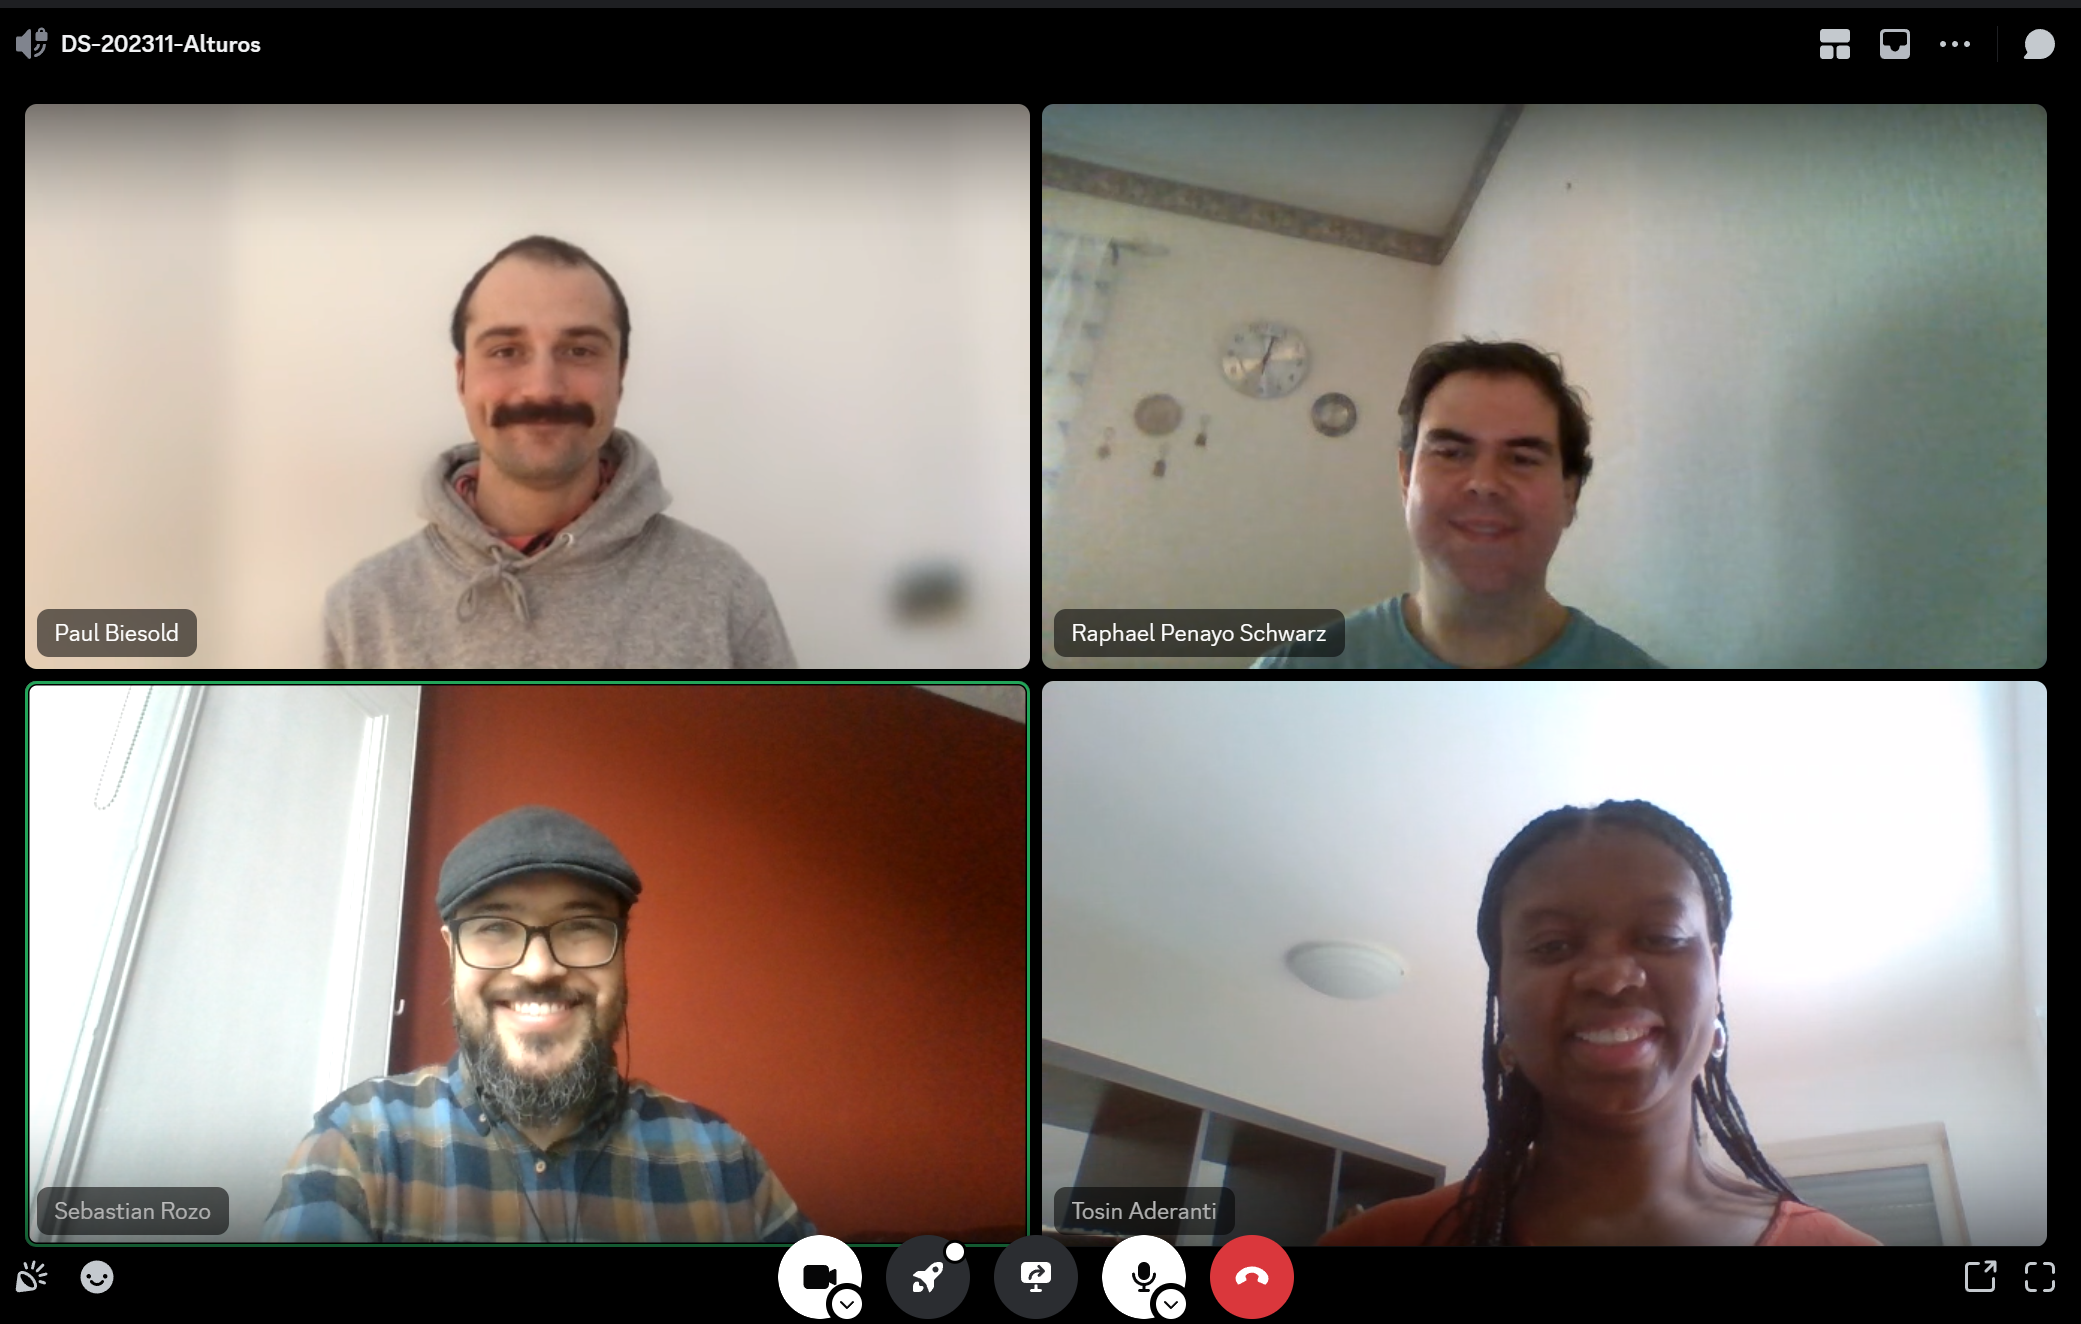 DS-202311-Alturos
Paul Biesold
Raphael Penayo Schwarz
Sebastian Rozo
Tosin Aderanti